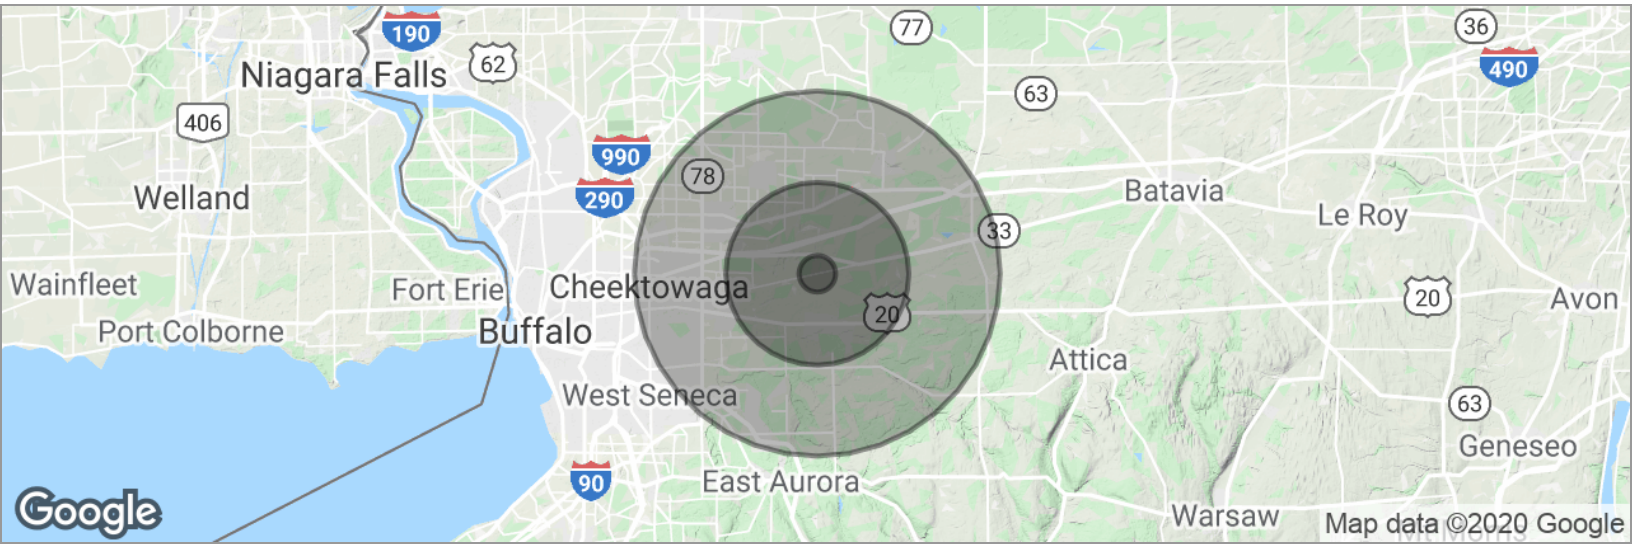 190
77
36
62
490
Niagara Falls
63
406
990
78
290
Batavia
Welland
Le Roy
33
Wainfleet
Fort Erie
Cheektowaga
20
20
Avon
Port Colborne
Buffalo
Attica
West Seneca
63
Geneseo
90
East Aurora
Google
Warsaw
Map data ©2020 Google
Mt Morris